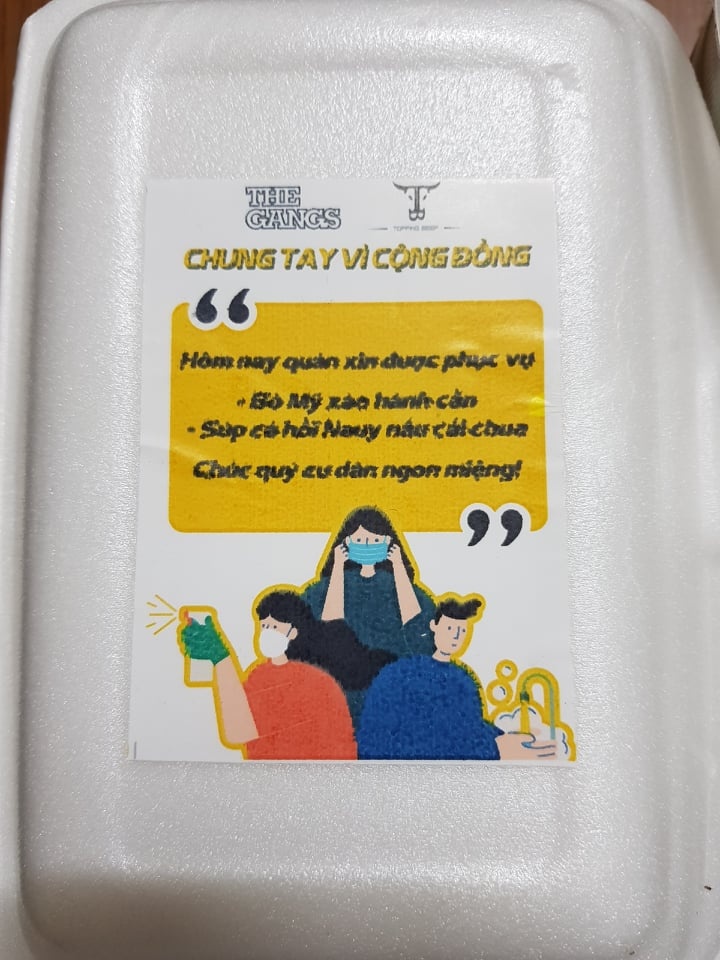 THE
GANGS
TOPPING BEEF
CHUNG TAY VÌ CỘNG ĐỒNG
“
Hôm nay quán xin được phục vụ
- Bò Mỹ xào hành cần
- Súp cá hồi Nauy nấu cải chua
Chúc quý cư dân ngon miệng!
”